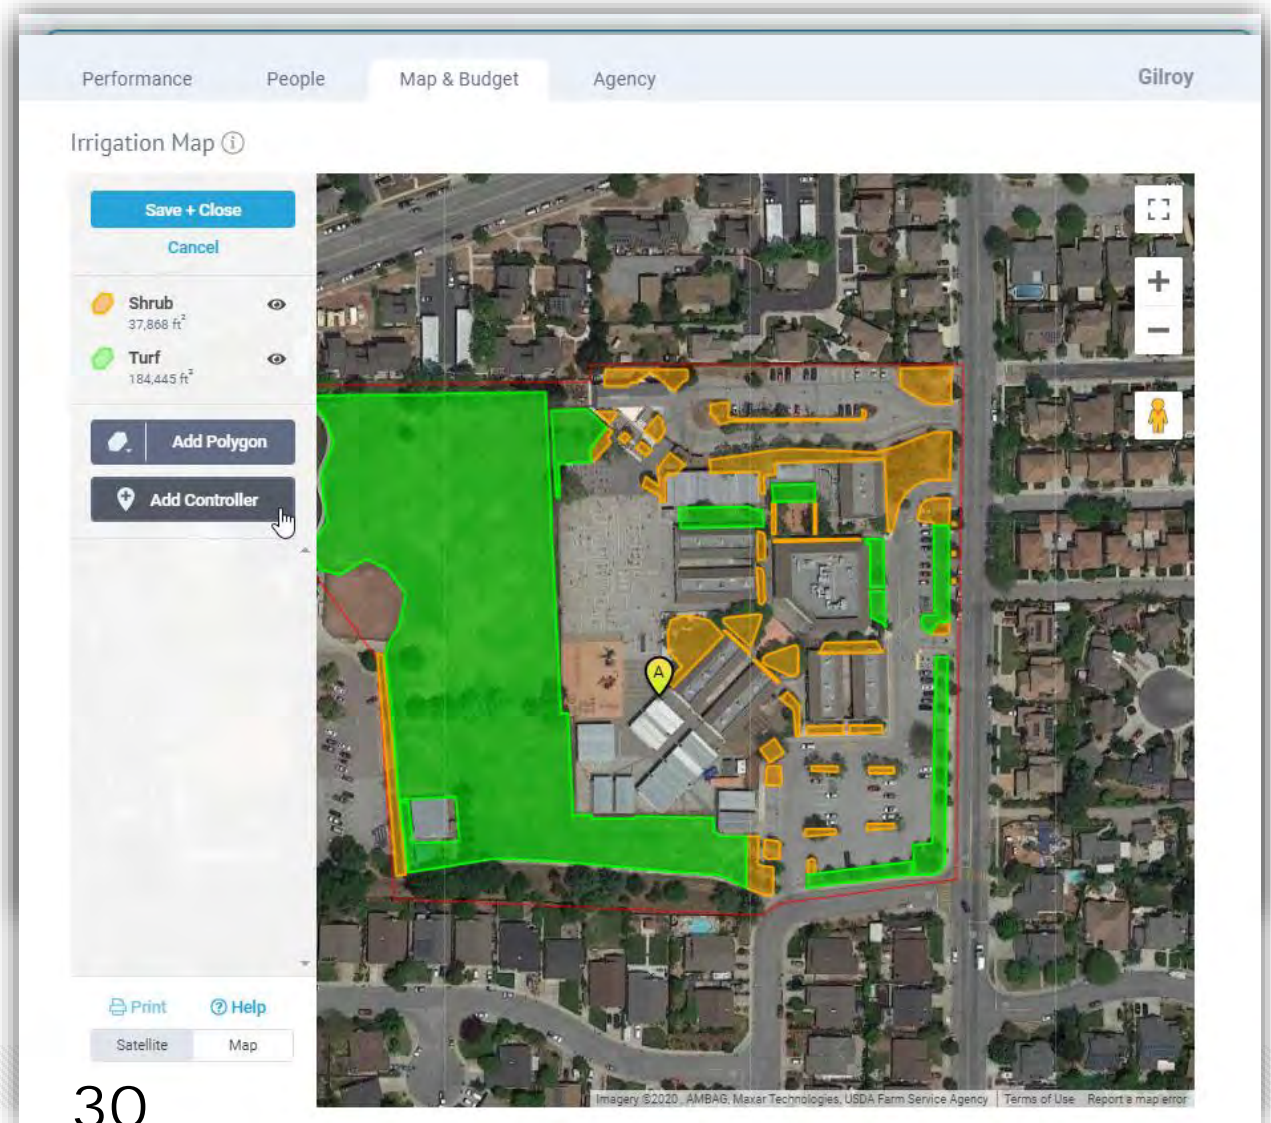 Performance People Map & Budget Agency Gilroy
Irrigation Map
Save + Close
Cancel
Shrub
37,868 ft²
Turf
184,445 ft²
Add Polygon
Add Controller
A
Print Help
Satellite Map
Imagery ©2020 , AMBAG, Maxar Technologies, USDA Farm Service Agency Terms of Use Report a map error
30